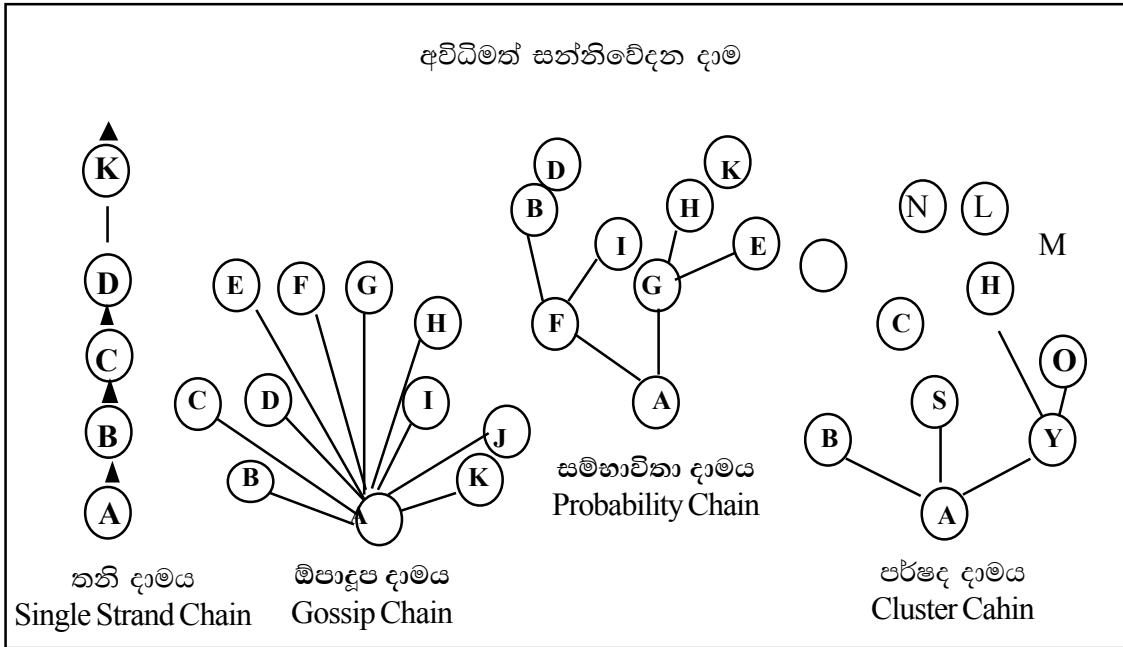 අවිධිමත් සන්නිවේදන දාම
K
D
C
B
A
තනි දාමය
Single Strand Chain
E
F
G
H
C
D
I
J
B
K
A
ඕපාදූප දාමය
Gossip Chain
D
K
B
H
I
E
G
F
A
සම්භාවිතා දාමය
Probability Chain
N
L
M
H
C
O
S
B
Y
A
පර්ෂද දාමය
Cluster Cahin